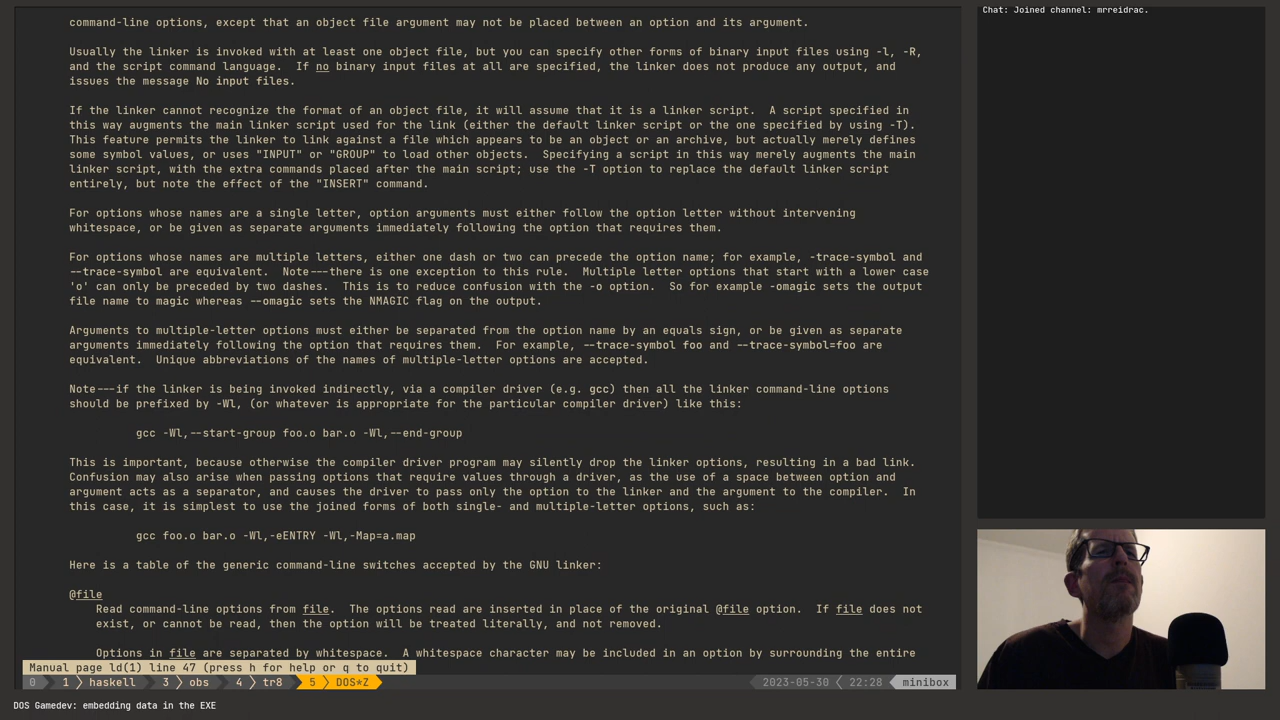 command-line options, except that an object file argument may not be placed between an option and its argument.
Usually the linker is invoked with at least one object file, but you can specify other forms of binary input files using -l, -R,
and the script command language.  If no binary input files at all are specified, the linker does not produce any output, and
issues the message No input files.
If the linker cannot recognize the format of an object file, it will assume that it is a linker script.  A script specified in
this way augments the main linker script used for the link (either the default linker script or the one specified by using -T).
This feature permits the linker to link against a file which appears to be an object or an archive, but actually merely defines
some symbol values, or uses "INPUT" or "GROUP" to load other objects.  Specifying a script in this way merely augments the main
linker script, with the extra commands placed after the main script; use the -T option to replace the default linker script
entirely, but note the effect of the "INSERT" command.
For options whose names are a single letter, option arguments must either follow the option letter without intervening
whitespace, or be given as separate arguments immediately following the option that requires them.
For options whose names are multiple letters, either one dash or two can precede the option name; for example, -trace-symbol and
--trace-symbol are equivalent.  Note---there is one exception to this rule.  Multiple letter options that start with a lower case
'o' can only be preceded by two dashes.  This is to reduce confusion with the -o option.  So for example -omagic sets the output
file name to magic whereas --omagic sets the NMAGIC flag on the output.
Arguments to multiple-letter options must either be separated from the option name by an equals sign, or be given as separate
arguments immediately following the option that requires them.  For example, --trace-symbol foo and --trace-symbol=foo are
equivalent.  Unique abbreviations of the names of multiple-letter options are accepted.
Note---if the linker is being invoked indirectly, via a compiler driver (e.g. gcc) then all the linker command-line options
should be prefixed by -Wl, (or whatever is appropriate for the particular compiler driver) like this:
gcc -Wl,--start-group foo.o bar.o -Wl,--end-group
This is important, because otherwise the compiler driver program may silently drop the linker options, resulting in a bad link.
Confusion may also arise when passing options that require values through a driver, as the use of a space between option and
argument acts as a separator, and causes the driver to pass only the option to the linker and the argument to the compiler.  In
this case, it is simplest to use the joined forms of both single- and multiple-letter options, such as:
gcc foo.o bar.o -Wl,-eENTRY -Wl,-Map=a.map
Here is a table of the generic command-line switches accepted by the GNU linker:
@file
Read command-line options from file.  The options read are inserted in place of the original @file option.  If file does not
exist, or cannot be read, then the option will be treated literally, and not removed.
Options in file are separated by whitespace.  A whitespace character may be included in an option by surrounding the entire
Manual page ld(1) line 47 (press h for help or q to quit)
0 1 haskell 3 obs 4 tr8 5 DOS*Z 2023-05-30 22:28 minibox
DOS Gamedev: embedding data in the EXE
Chat: Joined channel: mrreidrac.